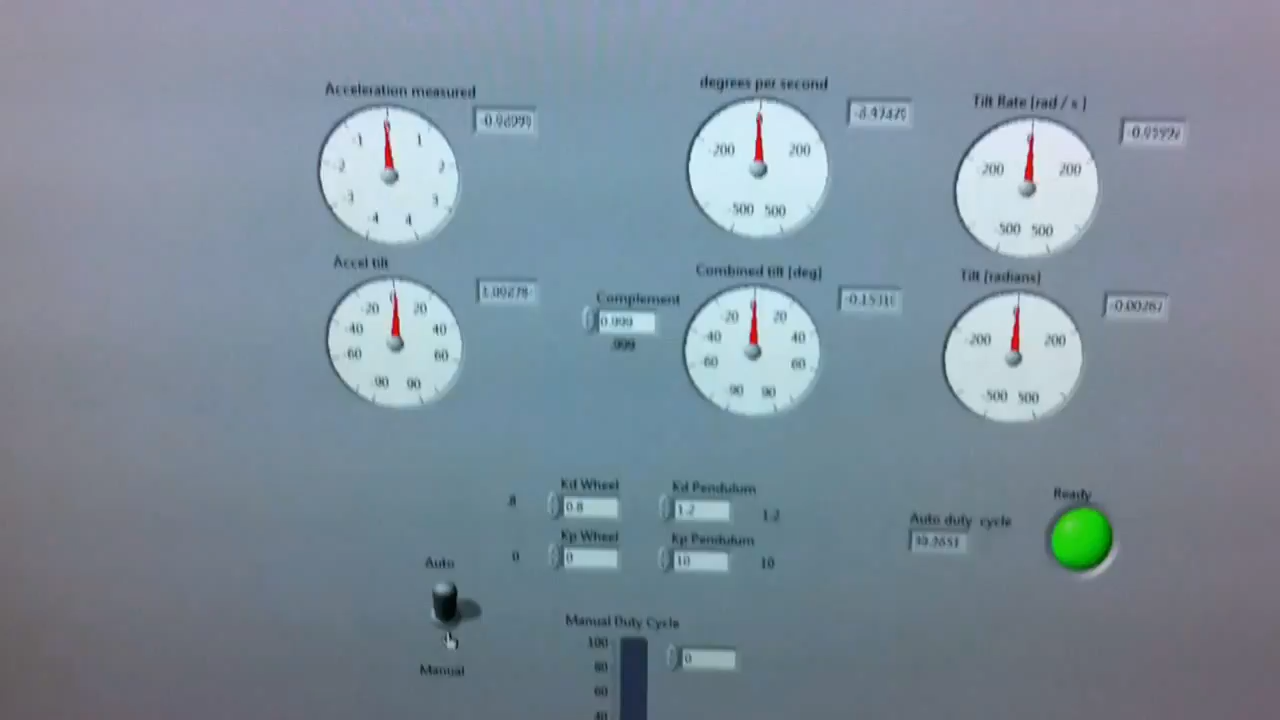 Acceleration measured
1 1
2 2
3 3
4 4
degrees per second
200 200
500 500
Tilt Rate [rad / s ]
200 200
500 500
Accel tilt
-20 20
-40 40
-60 60
90 90
Complement
0.999
.999
Combined tilt [deg]
-20 20
-40 40
60 60
90 90
Tilt [radians]
-200 200
500 500
Kd Wheel
.8
0.8
Kd Pendulum
1.2
1.2
Kp Wheel
0
0
Kp Pendulum
10
10
Auto duty cycle
Ready
Auto
Manual
Manual Duty Cycle
100
80
60
40
0